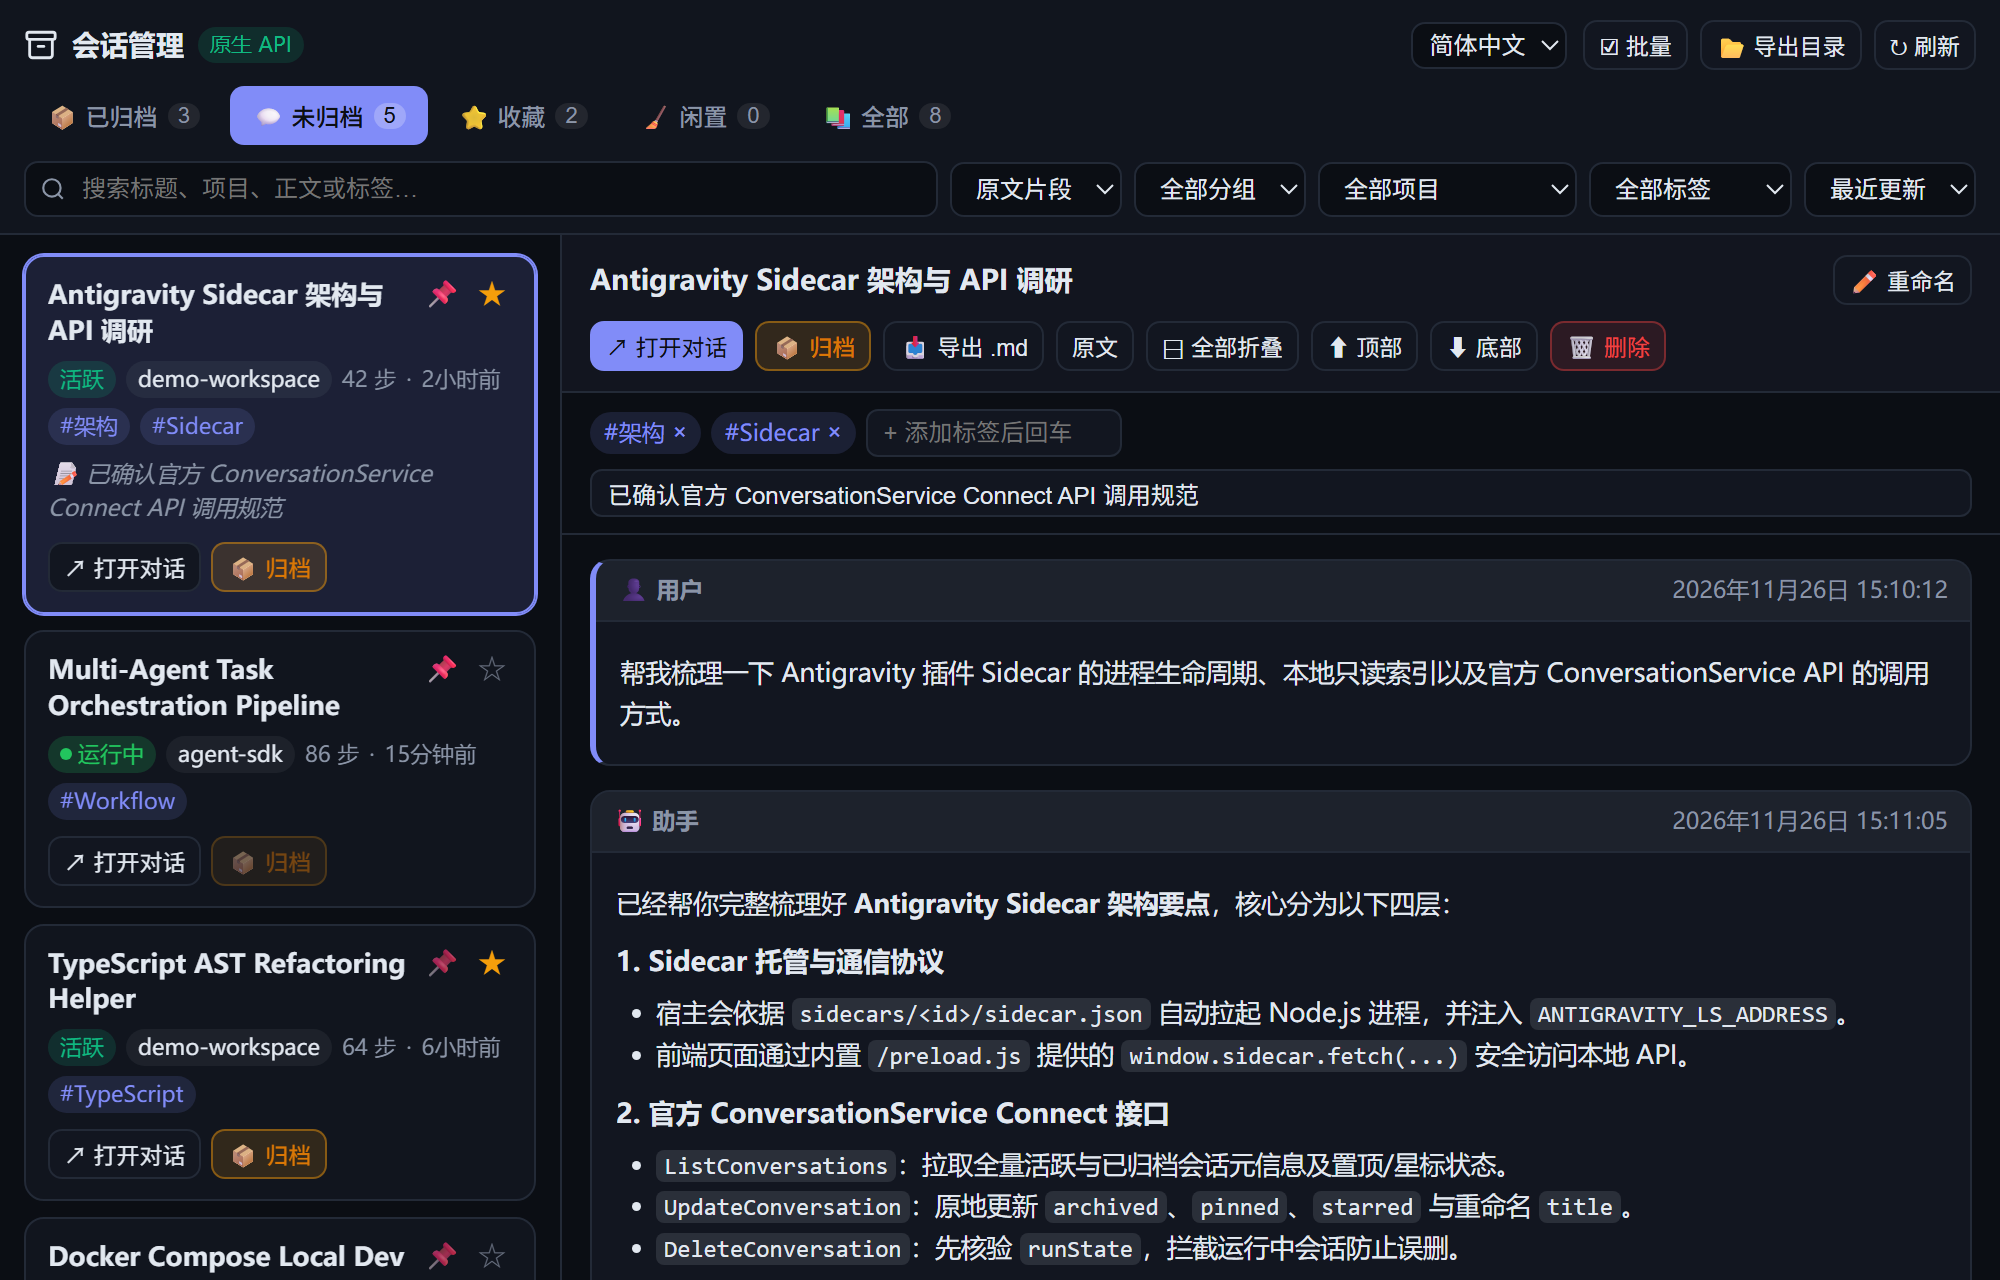 会话管理 原生 API
简体中文 批量 导出目录 刷新
已归档 3 未归档 5 收藏 2 闲置 0 全部 8
搜索标题、项目、正文或标签… 原文片段 全部分组 全部项目 全部标签 最近更新
Antigravity Sidecar 架构与
API 调研
活跃 demo-workspace 42 步 · 2小时前
#架构 #Sidecar
已确认官方 ConversationService
Connect API 调用规范
↗ 打开对话 归档
Multi-Agent Task
Orchestration Pipeline
运行中 agent-sdk 86 步 · 15分钟前
#Workflow
↗ 打开对话 归档
TypeScript AST Refactoring
Helper
活跃 demo-workspace 64 步 · 6小时前
#TypeScript
↗ 打开对话 归档
Docker Compose Local Dev
Antigravity Sidecar 架构与 API 调研 重命名
↗ 打开对话 归档 导出 .md 原文 全部折叠 顶部 底部 删除
#架构 × #Sidecar × + 添加标签后回车
已确认官方 ConversationService Connect API 调用规范
用户 2026年11月26日 15:10:12
帮我梳理一下 Antigravity 插件 Sidecar 的进程生命周期、本地只读索引以及官方 ConversationService API 的调用
方式。
助手 2026年11月26日 15:11:05
已经帮你完整梳理好 Antigravity Sidecar 架构要点，核心分为以下四层：
1. Sidecar 托管与通信协议
• 宿主会依据 sidecars/<id>/sidecar.json 自动拉起 Node.js 进程，并注入 ANTIGRAVITY_LS_ADDRESS。
• 前端页面通过内置 /preload.js 提供的 window.sidecar.fetch(...) 安全访问本地 API。
2. 官方 ConversationService Connect 接口
• ListConversations：拉取全量活跃与已归档会话元信息及置顶/星标状态。
• UpdateConversation：原地更新 archived、pinned、starred 与重命名 title。
• DeleteConversation：先核验 runState，拦截运行中会话防止误删。